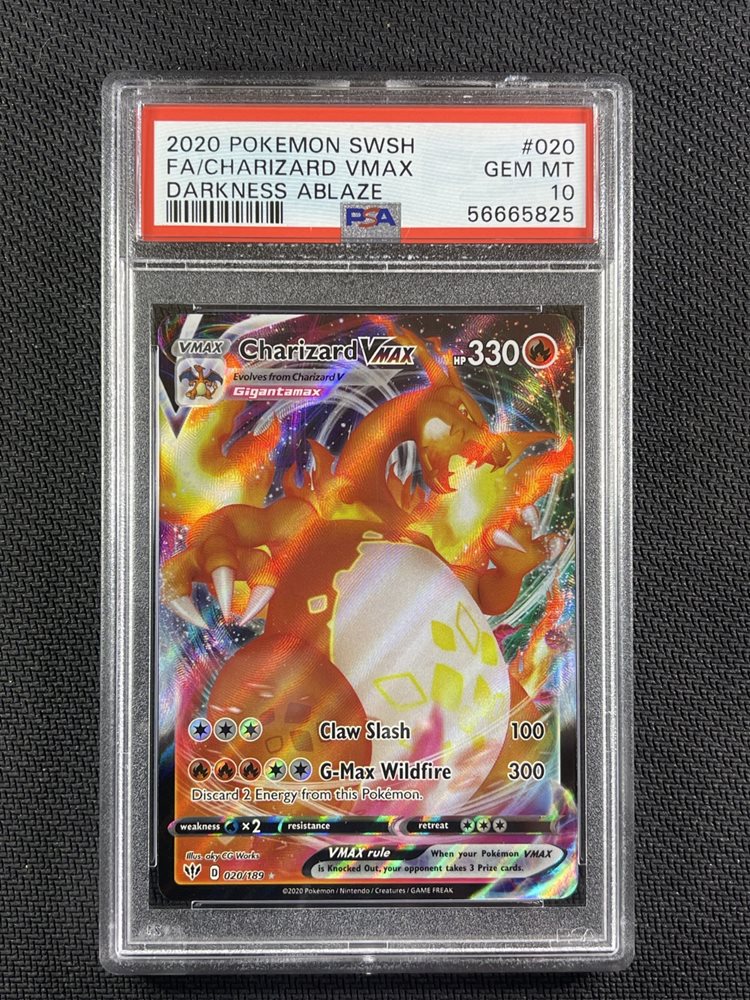 2020 POKEMON SWSH #020
FA/CHARIZARD VMAX GEM MT
DARKNESS ABLAZE 10
PSA 56665825
VMAX Charizard VMAX HP 330
Evolves from Charizard V
Gigantamax
Claw Slash 100
G-Max Wildfire 300
Discard 2 Energy from this Pokémon.
weakness ×2 resistance retreat
Illus. aky CG Works
VMAX rule When your Pokémon VMAX
is Knocked Out, your opponent takes 3 Prize cards.
D 020/189
©2020 Pokémon / Nintendo / Creatures / GAME FREAK